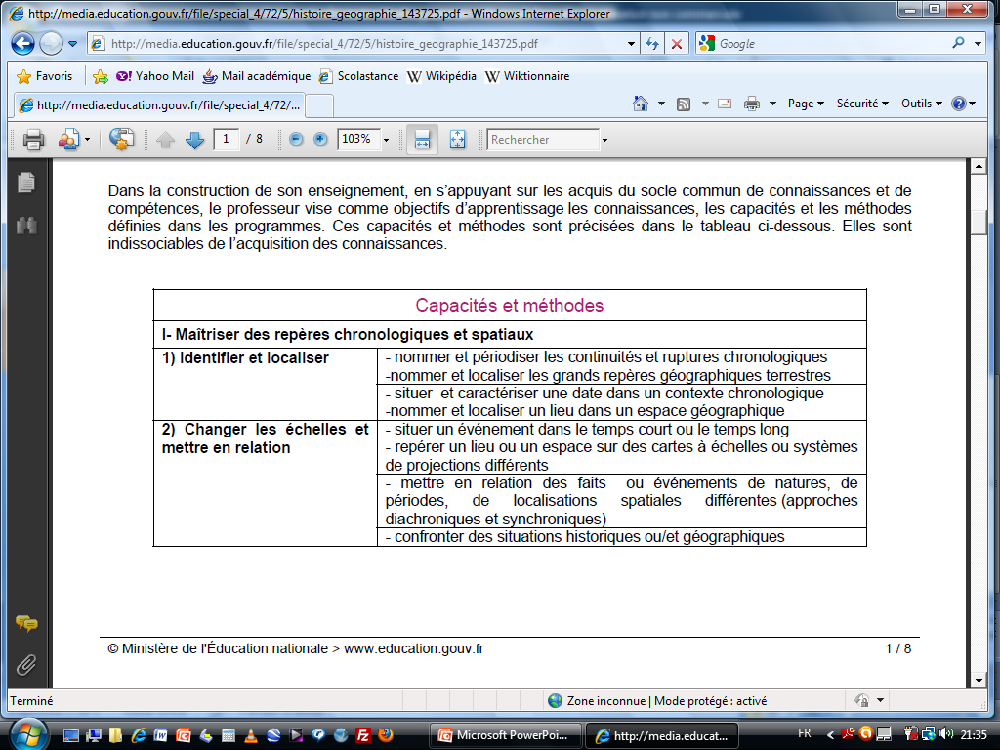 http://media.education.gouv.fr/file/special_4/72/5/histoire_geographie_143725.pdf - Windows Internet Explorer
http://media.education.gouv.fr/file/special_4/72/5/histoire_geographie_143725.pdf
Google
Favoris
Yahoo Mail
Mail académique
Scolastance
Wikipédia
Wiktionnaire
http://media.education.gouv.fr/file/special_4/72/...
Page
Sécurité
Outils
1 / 8
103%
Rechercher
Dans la construction de son enseignement, en s'appuyant sur les acquis du socle commun de connaissances et de
compétences, le professeur vise comme objectifs d'apprentissage les connaissances, les capacités et les méthodes
définies dans les programmes. Ces capacités et méthodes sont précisées dans le tableau ci-dessous. Elles sont
indissociables de l'acquisition des connaissances.
Capacités et méthodes
I- Maîtriser des repères chronologiques et spatiaux
1) Identifier et localiser
- nommer et périodiser les continuités et ruptures chronologiques
-nommer et localiser les grands repères géographiques terrestres
- situer et caractériser une date dans un contexte chronologique
-nommer et localiser un lieu dans un espace géographique
2) Changer les échelles et
mettre en relation
- situer un événement dans le temps court ou le temps long
- repérer un lieu ou un espace sur des cartes à échelles ou systèmes
de projections différents
- mettre en relation des faits ou événements de natures, de
périodes, de localisations spatiales différentes (approches
diachroniques et synchroniques)
- confronter des situations historiques ou/et géographiques
© Ministère de l'Éducation nationale > www.education.gouv.fr
1 / 8
Terminé
Zone inconnue | Mode protégé : activé
Microsoft PowerPoi...
http://media.educat...
FR
21:35